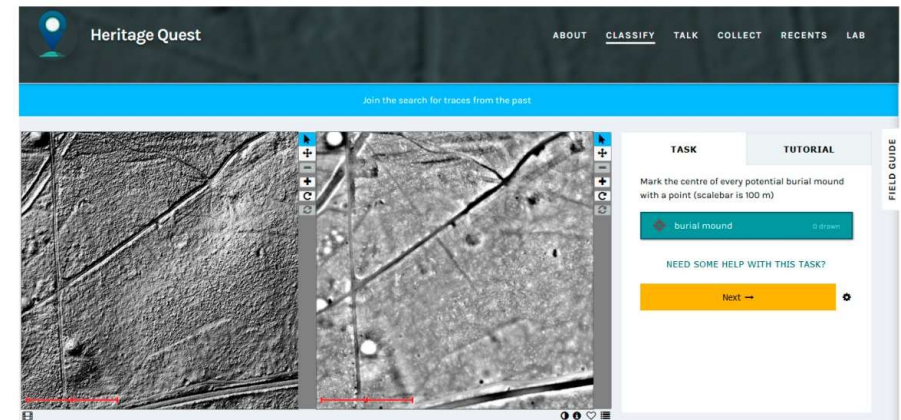 Heritage Quest
ABOUT CLASSIFY TALK COLLECT RECENTS LAB
Join the search for traces from the past
TASK TUTORIAL
FIELD GUIDE
Mark the centre of every potential burial mound
with a point (scalebar is 100 m)
burial mound 0 drawn
NEED SOME HELP WITH THIS TASK?
Next →